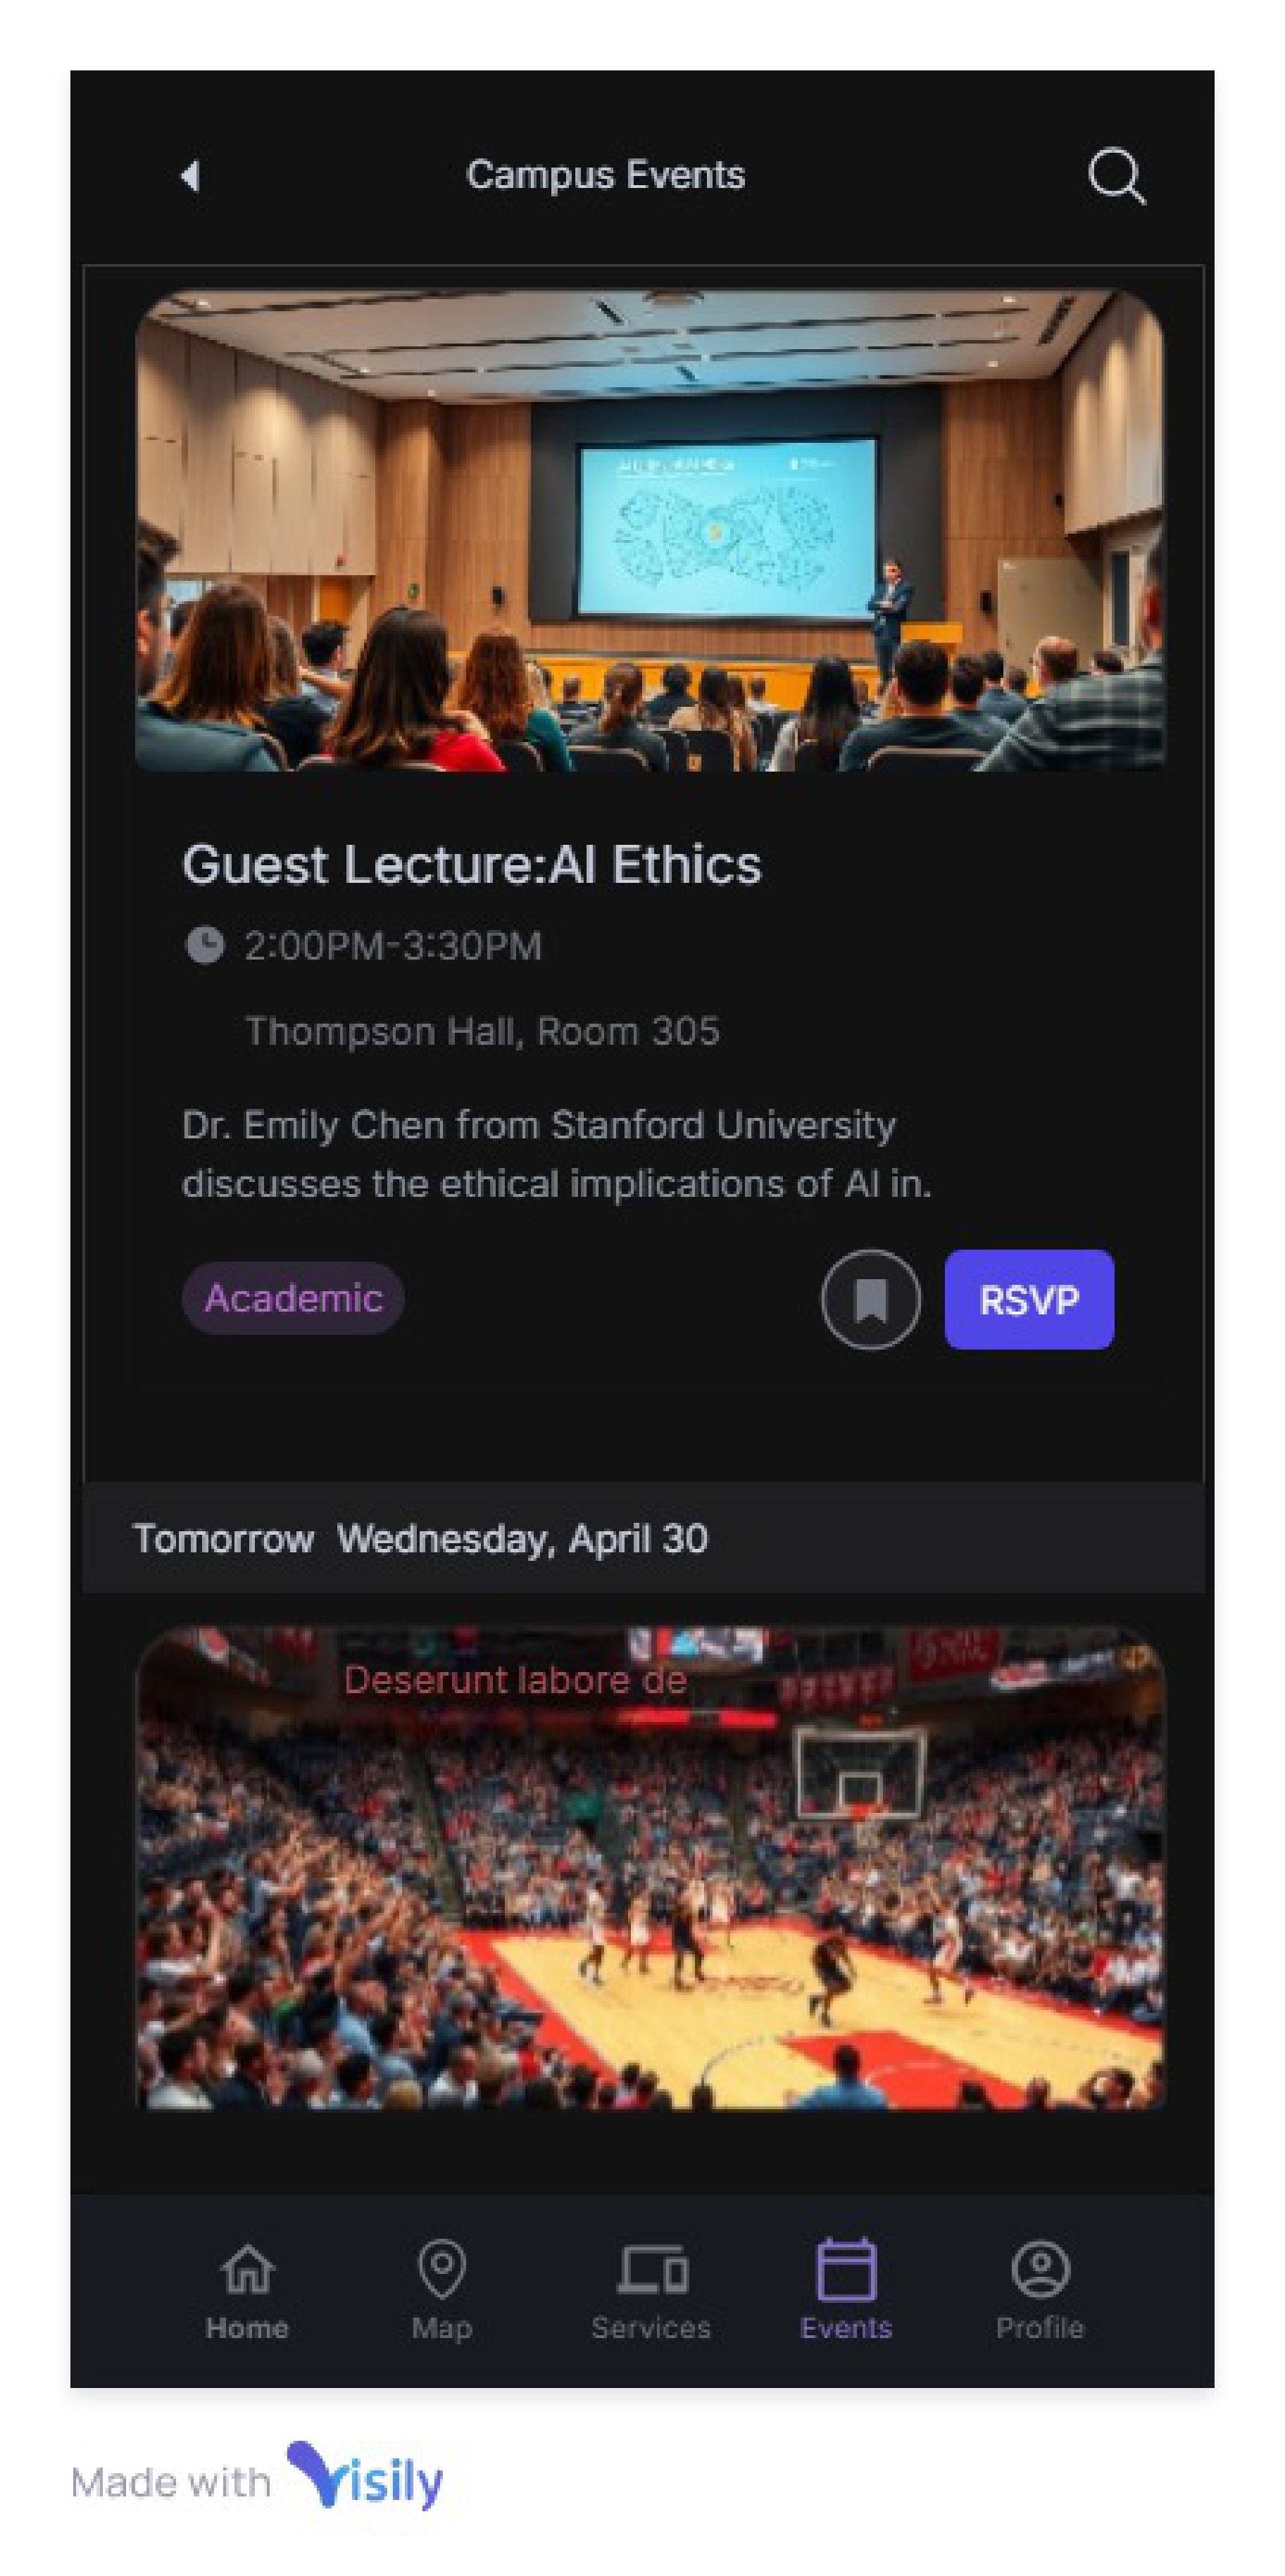 Campus Events
Guest Lecture:AI Ethics
2:00PM-3:30PM
Thompson Hall, Room 305
Dr. Emily Chen from Stanford University
discusses the ethical implications of AI in.
Academic
RSVP
Tomorrow Wednesday, April 30
Deserunt labore de
Home
Map
Services
Events
Profile
Made with Visily